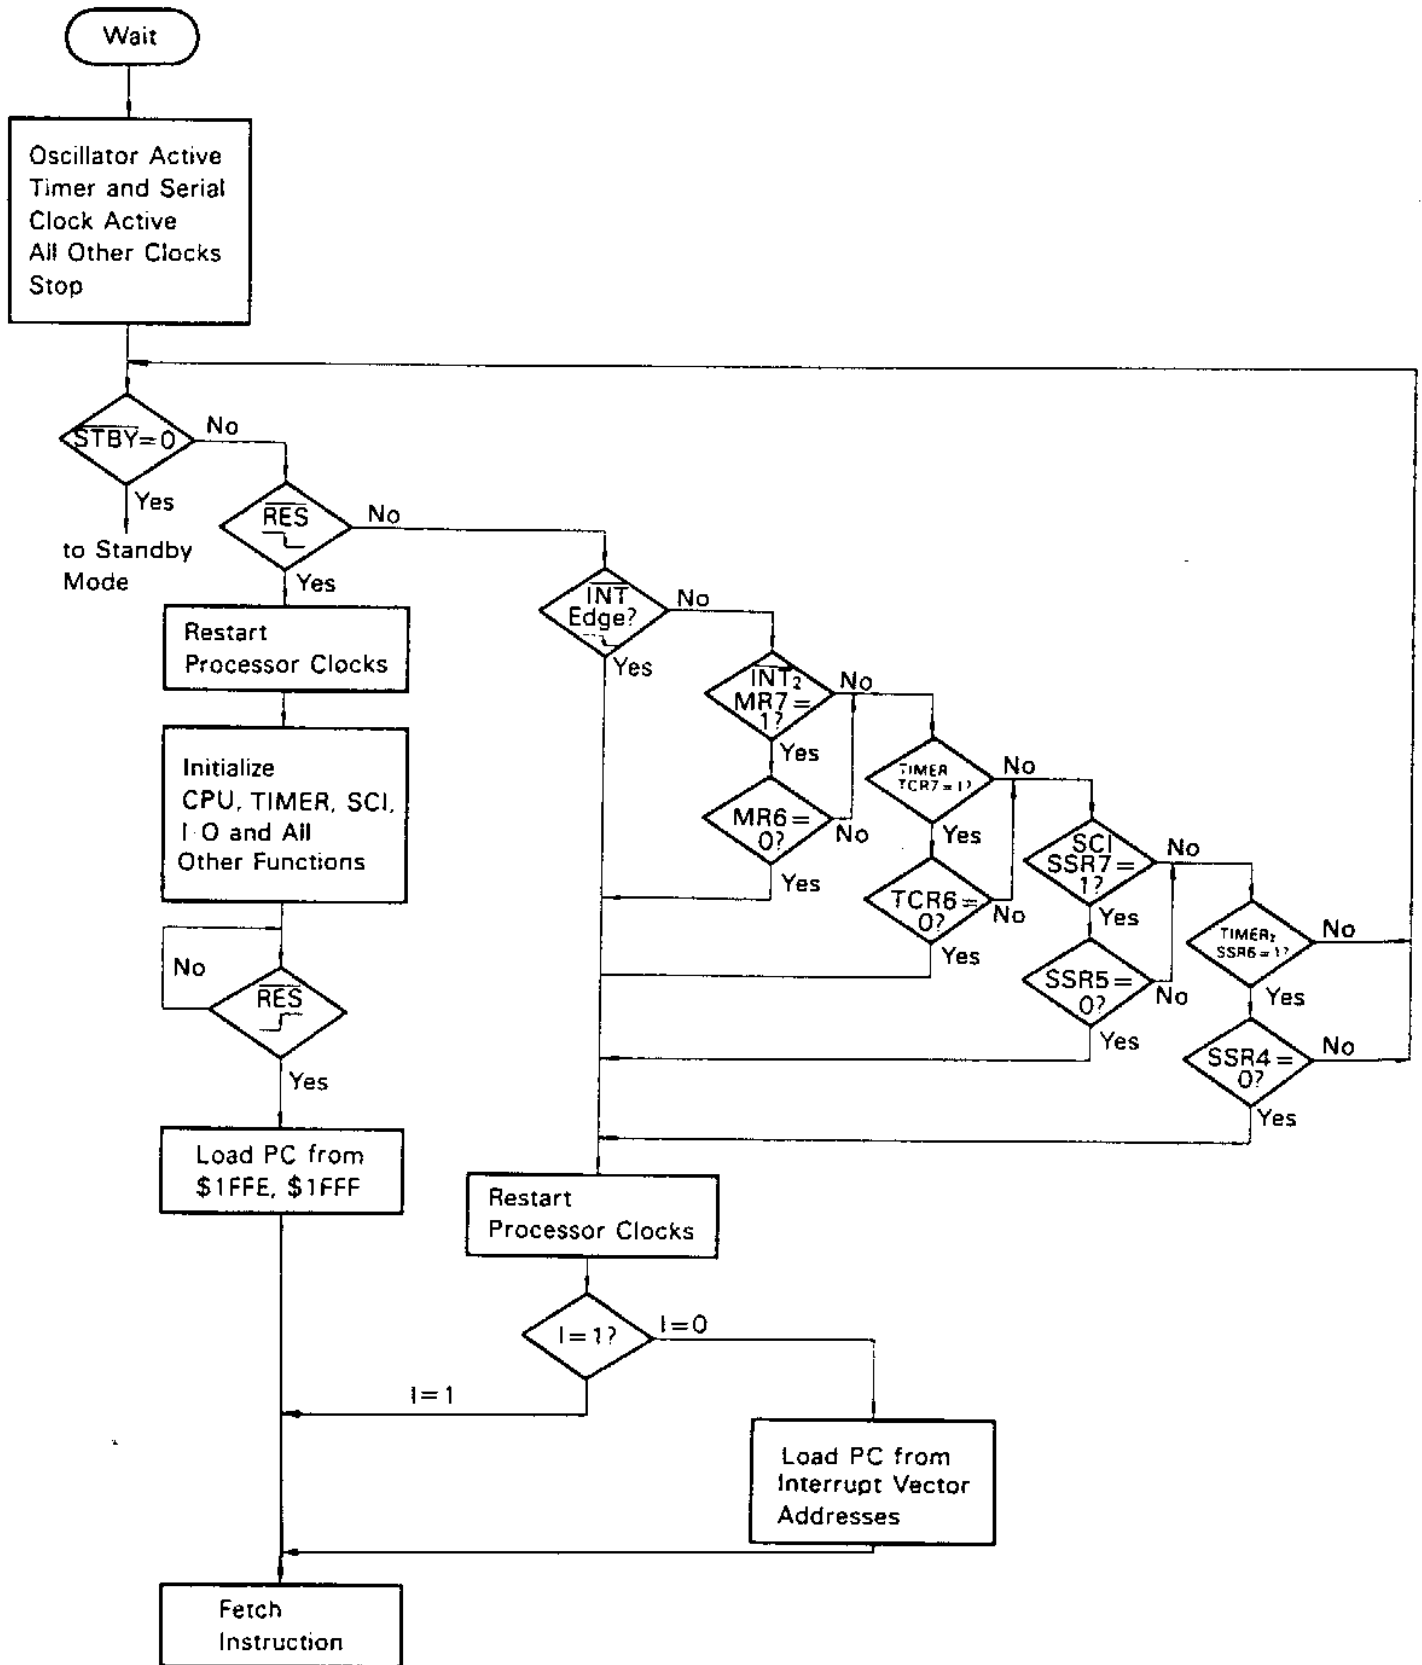 Wait
Oscillator Active
Timer and Serial
Clock Active
All Other Clocks
Stop
STBY=0
No
Yes
to Standby
Mode
RES
No
Yes
Restart
Processor Clocks
Initialize
CPU, TIMER, SCI,
I·O and All
Other Functions
No
RES
Yes
Load PC from
$1FFE, $1FFF
INT
Edge?
No
Yes
INT2
MR7=
1?
No
Yes
MR6=
0?
No
Yes
TIMER
TCR7=1?
No
Yes
TCR6=
0?
No
Yes
SCI
SSR7=
1?
No
Yes
SSR5=
0?
No
Yes
TIMER2
SSR6=1?
No
Yes
SSR4=
0?
No
Yes
Restart
Processor Clocks
I=1?
I=0
I=1
Load PC from
Interrupt Vector
Addresses
Fetch
Instruction